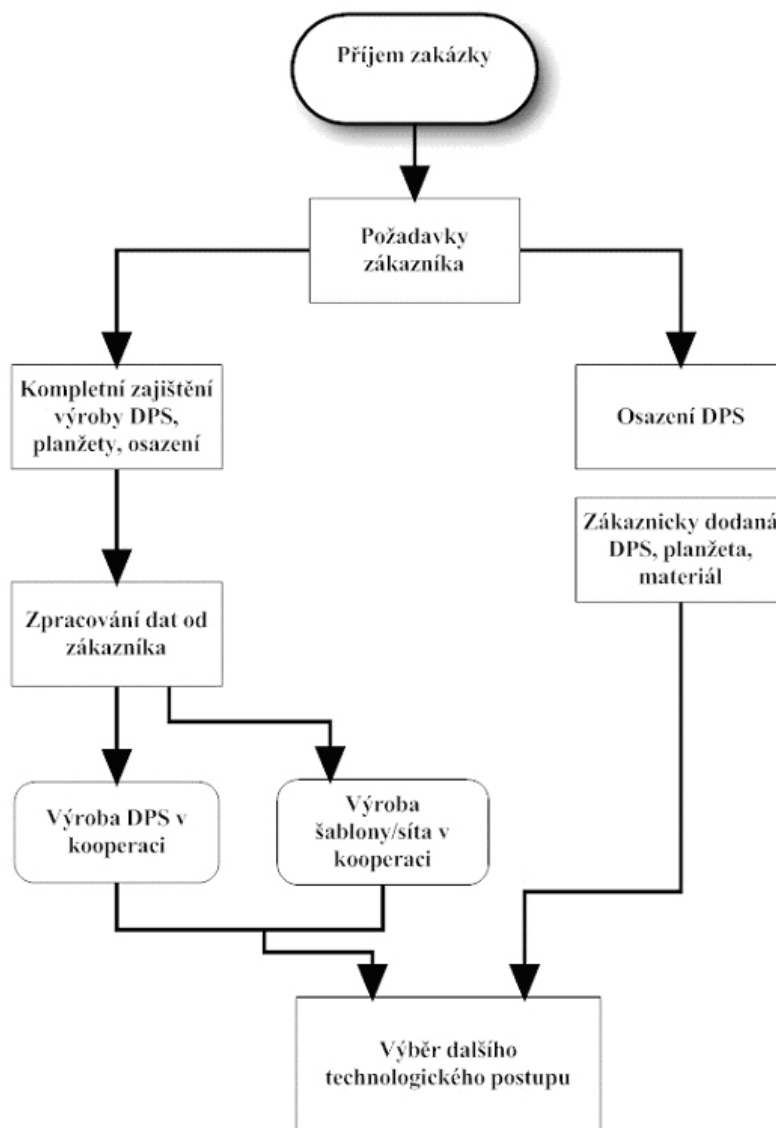 Příjem zakázky
Požadavky
zákazníka
Kompletní zajištění
výroby DPS,
planžety, osazení
Osazení DPS
Zákaznicky dodaná
DPS, planžeta,
materiál
Zpracování dat od
zákazníka
Výroba DPS v
kooperaci
Výroba
šablony/síta v
kooperaci
Výběr dalšího
technologického postupu